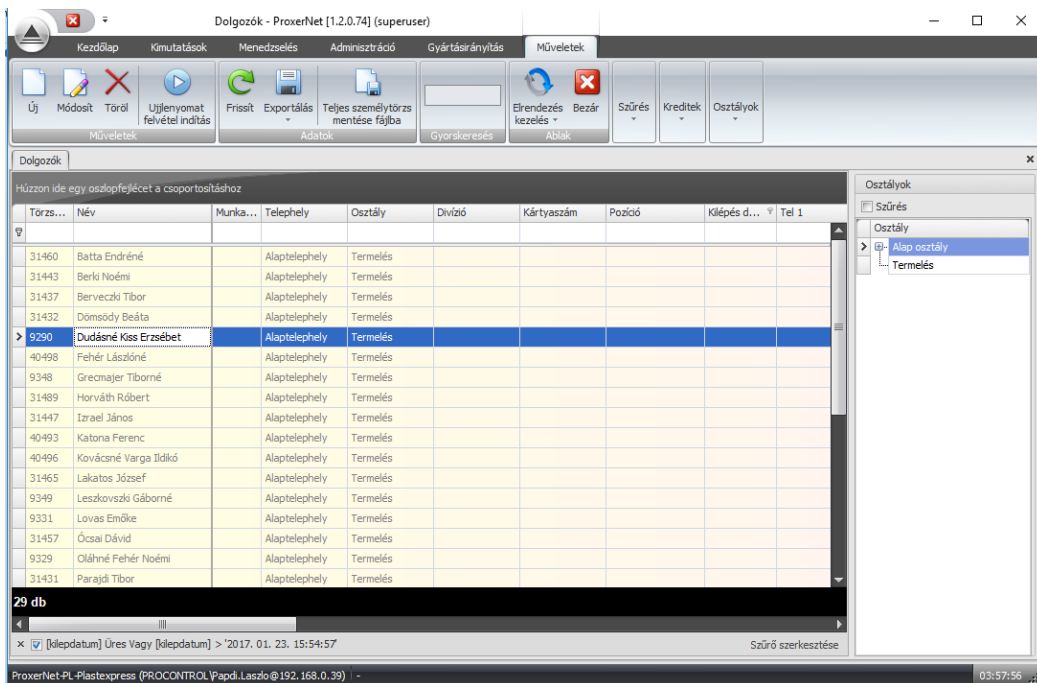 Dolgozók - ProxerNet [1.2.0.74] (superuser)
Kezdőlap Kimutatások Menedzselés Adminisztráció Gyártásirányítás Műveletek
Új Módosít Töröl Ujjlenyomat felvétel indítás Frissít Exportálás Teljes személytörzs mentése fájlba Elrendezés kezelés Bezár Szűrés Kreditek Osztályok
Műveletek Adatok Gyorskeresés Ablak
Dolgozók
Húzzon ide egy oszlopfejlécet a csoportosításhoz
Törzs... Név Munka... Telephely Osztály Divízió Kártyaszám Pozíció Kilépés d... Tel 1
31460 Batta Endréné Alaptelephely Termelés
31443 Berki Noémi Alaptelephely Termelés
31437 Berveczki Tibor Alaptelephely Termelés
31432 Dömsödy Beáta Alaptelephely Termelés
9290 Dudásné Kiss Erzsébet Alaptelephely Termelés
40498 Fehér Lászlóné Alaptelephely Termelés
9348 Grecmajer Tiborné Alaptelephely Termelés
31489 Horváth Róbert Alaptelephely Termelés
31447 Izrael János Alaptelephely Termelés
40493 Katona Ferenc Alaptelephely Termelés
40496 Kovácsné Varga Ildikó Alaptelephely Termelés
31465 Lakatos József Alaptelephely Termelés
9349 Leszkovszki Gáborné Alaptelephely Termelés
9331 Lovas Emőke Alaptelephely Termelés
31457 Ócsai Dávid Alaptelephely Termelés
9329 Oláhné Fehér Noémi Alaptelephely Termelés
31431 Parajdi Tibor Alaptelephely Termelés
29 db
[kilepdatum] Üres Vagy [kilepdatum] > '2017. 01. 23. 15:54:57' Szűrő szerkesztése
Osztályok
Szűrés
Osztály
Alap osztály
Termelés
ProxerNet-PL-Plastexpress (PROCONTROL\Papdi.Laszlo@192.168.0.39) - 03:57:56